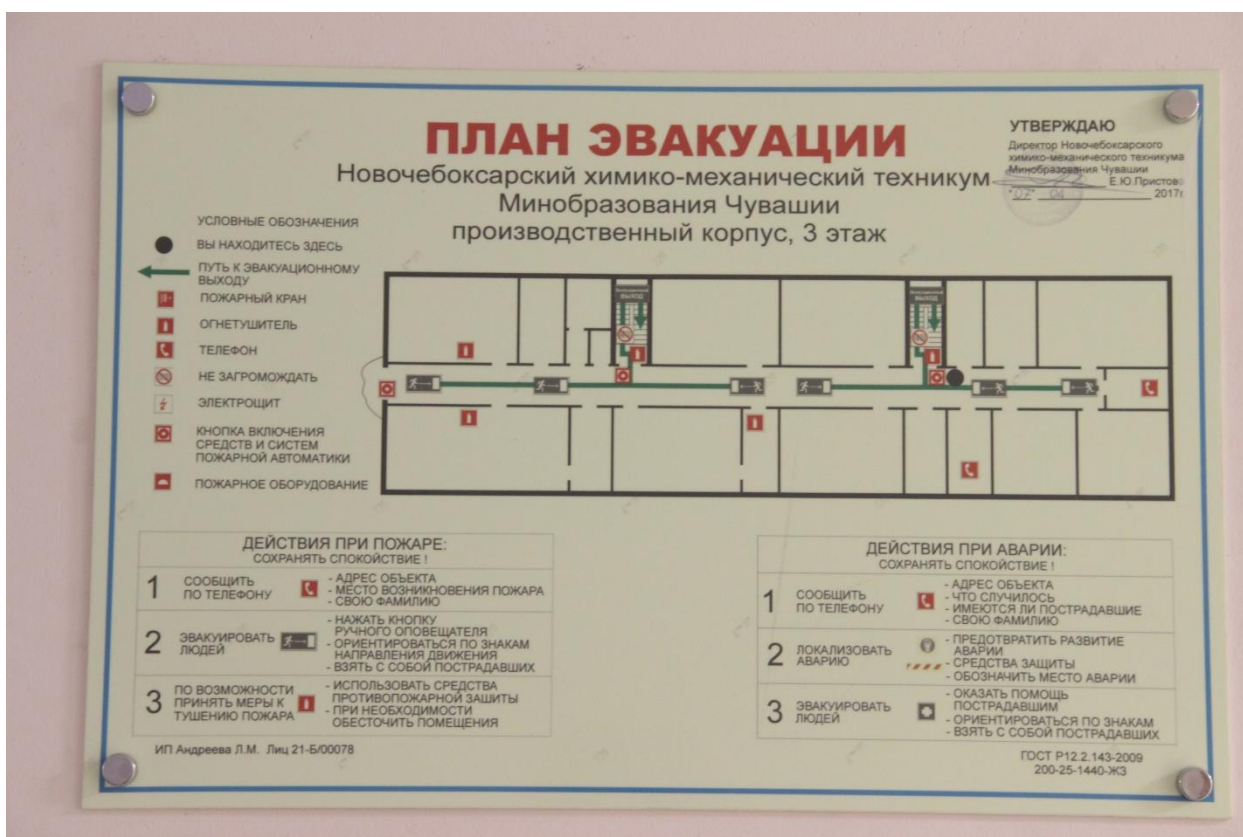 ПЛАН ЭВАКУАЦИИ
Новочебоксарский химико-механический техникум
Минобразования Чувашии
производственный корпус, 3 этаж
УТВЕРЖДАЮ
Директор Новочебоксарского
химико-механического техникума
Минобразования Чувашии
Е.Ю.Пристов
"07" 04 2017г
УСЛОВНЫЕ ОБОЗНАЧЕНИЯ
ВЫ НАХОДИТЕСЬ ЗДЕСЬ
ПУТЬ К ЭВАКУАЦИОННОМУ
ВЫХОДУ
ПОЖАРНЫЙ КРАН
ОГНЕТУШИТЕЛЬ
ТЕЛЕФОН
НЕ ЗАГРОМОЖДАТЬ
ЭЛЕКТРОЩИТ
КНОПКА ВКЛЮЧЕНИЯ
СРЕДСТВ И СИСТЕМ
ПОЖАРНОЙ АВТОМАТИКИ
ПОЖАРНОЕ ОБОРУДОВАНИЕ
ВЫХОД
ВЫХОД
ДЕЙСТВИЯ ПРИ ПОЖАРЕ:
СОХРАНЯТЬ СПОКОЙСТВИЕ !
1 СООБЩИТЬ
ПО ТЕЛЕФОНУ
- АДРЕС ОБЪЕКТА
- МЕСТО ВОЗНИКНОВЕНИЯ ПОЖАРА
- СВОЮ ФАМИЛИЮ
2 ЭВАКУИРОВАТЬ
ЛЮДЕЙ
- НАЖАТЬ КНОПКУ
РУЧНОГО ОПОВЕЩАТЕЛЯ
- ОРИЕНТИРОВАТЬСЯ ПО ЗНАКАМ
НАПРАВЛЕНИЯ ДВИЖЕНИЯ
- ВЗЯТЬ С СОБОЙ ПОСТРАДАВШИХ
3 ПО ВОЗМОЖНОСТИ
ПРИНЯТЬ МЕРЫ К
ТУШЕНИЮ ПОЖАРА
- ИСПОЛЬЗОВАТЬ СРЕДСТВА
ПРОТИВОПОЖАРНОЙ ЗАШИТЫ
- ПРИ НЕОБХОДИМОСТИ
ОБЕСТОЧИТЬ ПОМЕЩЕНИЯ
ИП Андреева Л.М. Лиц 21-Б/00078
ДЕЙСТВИЯ ПРИ АВАРИИ:
СОХРАНЯТЬ СПОКОЙСТВИЕ !
1 СООБЩИТЬ
ПО ТЕЛЕФОНУ
- АДРЕС ОБЪЕКТА
- ЧТО СЛУЧИЛОСЬ
- ИМЕЮТСЯ ЛИ ПОСТРАДАВШИЕ
- СВОЮ ФАМИЛИЮ
2 ЛОКАЛИЗОВАТЬ
АВАРИЮ
- ПРЕДОТВРАТИТЬ РАЗВИТИЕ
АВАРИИ
- СРЕДСТВА ЗАЩИТЫ
- ОБОЗНАЧИТЬ МЕСТО АВАРИИ
3 ЭВАКУИРОВАТЬ
ЛЮДЕЙ
- ОКАЗАТЬ ПОМОЩЬ
ПОСТРАДАВШИМ
- ОРИЕНТИРОВАТЬСЯ ПО ЗНАКАМ
- ВЗЯТЬ С СОБОЙ ПОСТРАДАВШИХ
ГОСТ Р12.2.143-2009
200-25-1440-ЖЗ